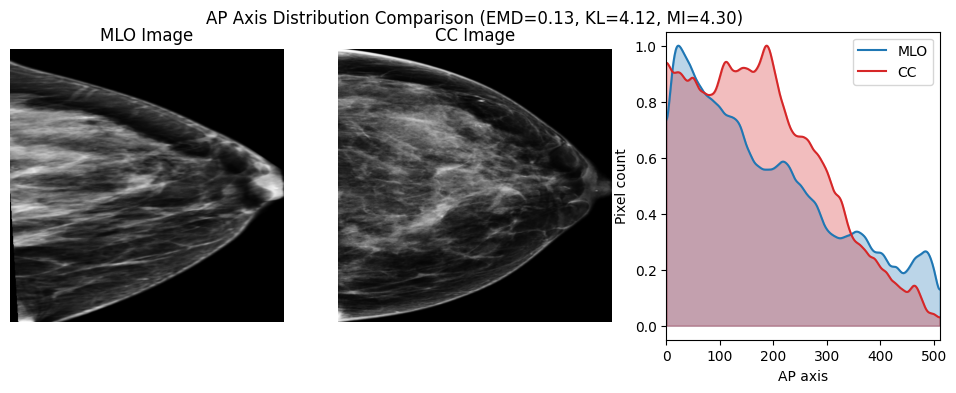 AP Axis Distribution Comparison (EMD=0.13, KL=4.12, MI=4.30)
MLO Image
CC Image
MLO
CC
Pixel count
1.0
0.8
0.6
0.4
0.2
0.0
0 100 200 300 400 500
AP axis